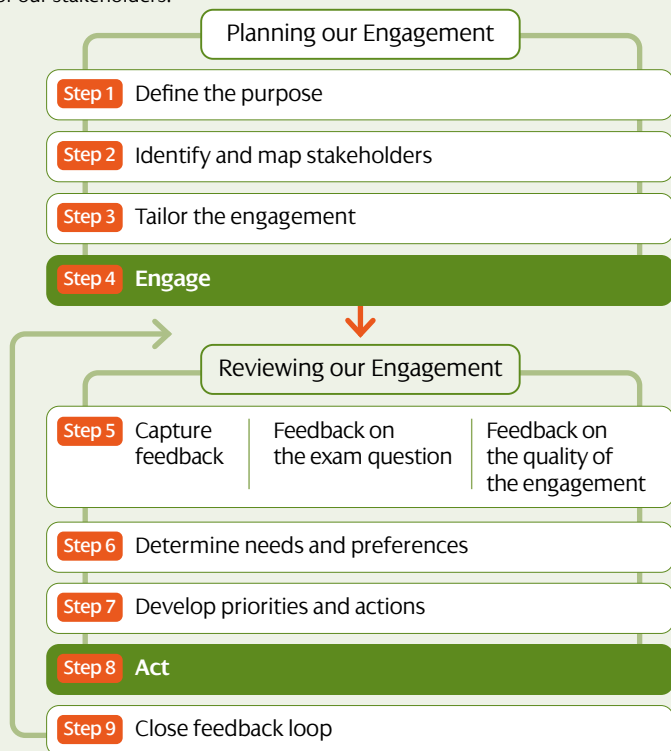 of our stakeholders.
Planning our Engagement
Step 1 Define the purpose
Step 2 Identify and map stakeholders
Step 3 Tailor the engagement
Step 4 Engage
Reviewing our Engagement
Step 5 Capture
feedback
Feedback on
the exam question
Feedback on
the quality of
the engagement
Step 6 Determine needs and preferences
Step 7 Develop priorities and actions
Step 8 Act
Step 9 Close feedback loop